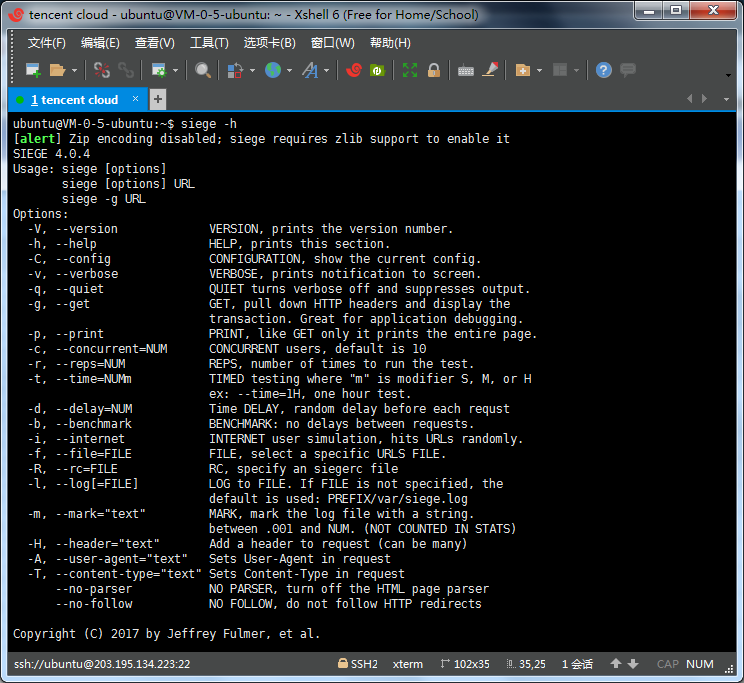 tencent cloud - ubuntu@VM-0-5-ubuntu: ~ - Xshell 6 (Free for Home/School)
文件(F) 编辑(E) 查看(V) 工具(T) 选项卡(B) 窗口(W) 帮助(H)
1 tencent cloud × +
ubuntu@VM-0-5-ubuntu:~$ siege -h
[alert] Zip encoding disabled; siege requires zlib support to enable it
SIEGE 4.0.4
Usage: siege [options]
       siege [options] URL
       siege -g URL
Options:
  -V, --version             VERSION, prints the version number.
  -h, --help                HELP, prints this section.
  -C, --config              CONFIGURATION, show the current config.
  -v, --verbose             VERBOSE, prints notification to screen.
  -q, --quiet               QUIET turns verbose off and suppresses output.
  -g, --get                 GET, pull down HTTP headers and display the
                            transaction. Great for application debugging.
  -p, --print               PRINT, like GET only it prints the entire page.
  -c, --concurrent=NUM      CONCURRENT users, default is 10
  -r, --reps=NUM            REPS, number of times to run the test.
  -t, --time=NUMm           TIMED testing where "m" is modifier S, M, or H
                            ex: --time=1H, one hour test.
  -d, --delay=NUM           Time DELAY, random delay before each requst
  -b, --benchmark           BENCHMARK: no delays between requests.
  -i, --internet            INTERNET user simulation, hits URLs randomly.
  -f, --file=FILE           FILE, select a specific URLS FILE.
  -R, --rc=FILE             RC, specify an siegerc file
  -l, --log[=FILE]          LOG to FILE. If FILE is not specified, the
                            default is used: PREFIX/var/siege.log
  -m, --mark="text"         MARK, mark the log file with a string.
                            between .001 and NUM. (NOT COUNTED IN STATS)
  -H, --header="text"       Add a header to request (can be many)
  -A, --user-agent="text"   Sets User-Agent in request
  -T, --content-type="text" Sets Content-Type in request
      --no-parser           NO PARSER, turn off the HTML page parser
      --no-follow           NO FOLLOW, do not follow HTTP redirects
Copyright (C) 2017 by Jeffrey Fulmer, et al.
ssh://ubuntu@203.195.134.223:22 SSH2 xterm 102x35 35,25 1 会话 CAP NUM